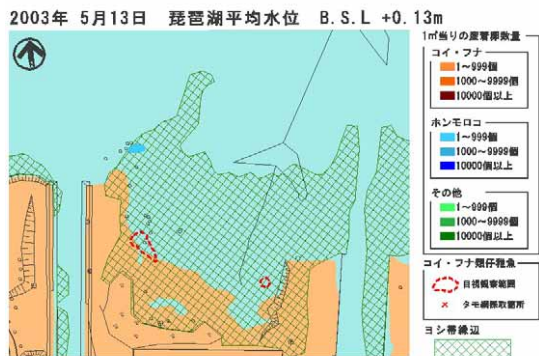 2003年 5月13日 琵琶湖平均水位 B.S.L +0.13m
1㎡当りの産着卵数量
コイ・フナ
1～999個
1000～9999個
10000個以上
ホンモロコ
1～999個
1000～9999個
10000個以上
その他
1～999個
1000～9999個
10000個以上
コイ・フナ類仔稚魚
目視観察範囲
タモ網採取箇所
ヨシ帯縁辺